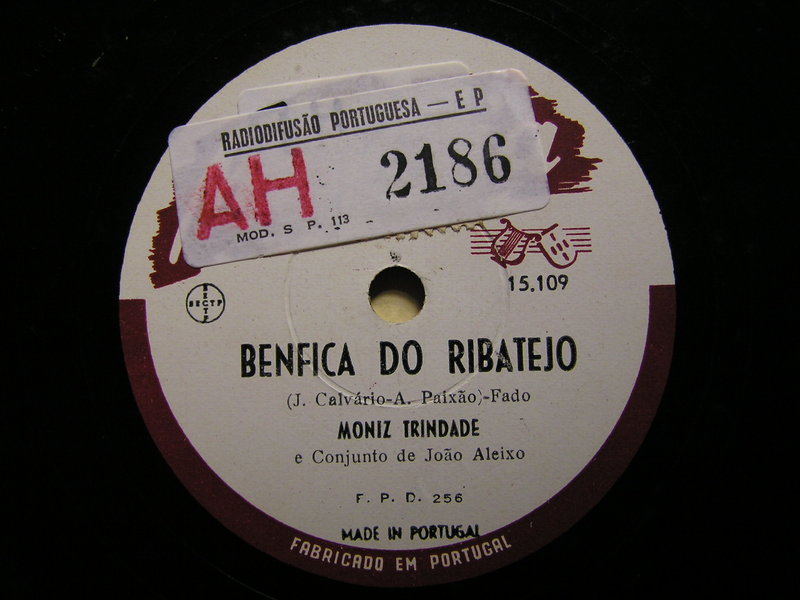 RADIODIFUSÃO PORTUGUESA — E P
AH 2186
MOD. S P. 113
15.109
SECTP
BENFICA DO RIBATEJO
(J. Calvário-A. Paixão)-Fado
MONIZ TRINDADE
e Conjunto de João Aleixo
F. P. D. 256
MADE IN PORTUGAL
FABRICADO EM PORTUGAL